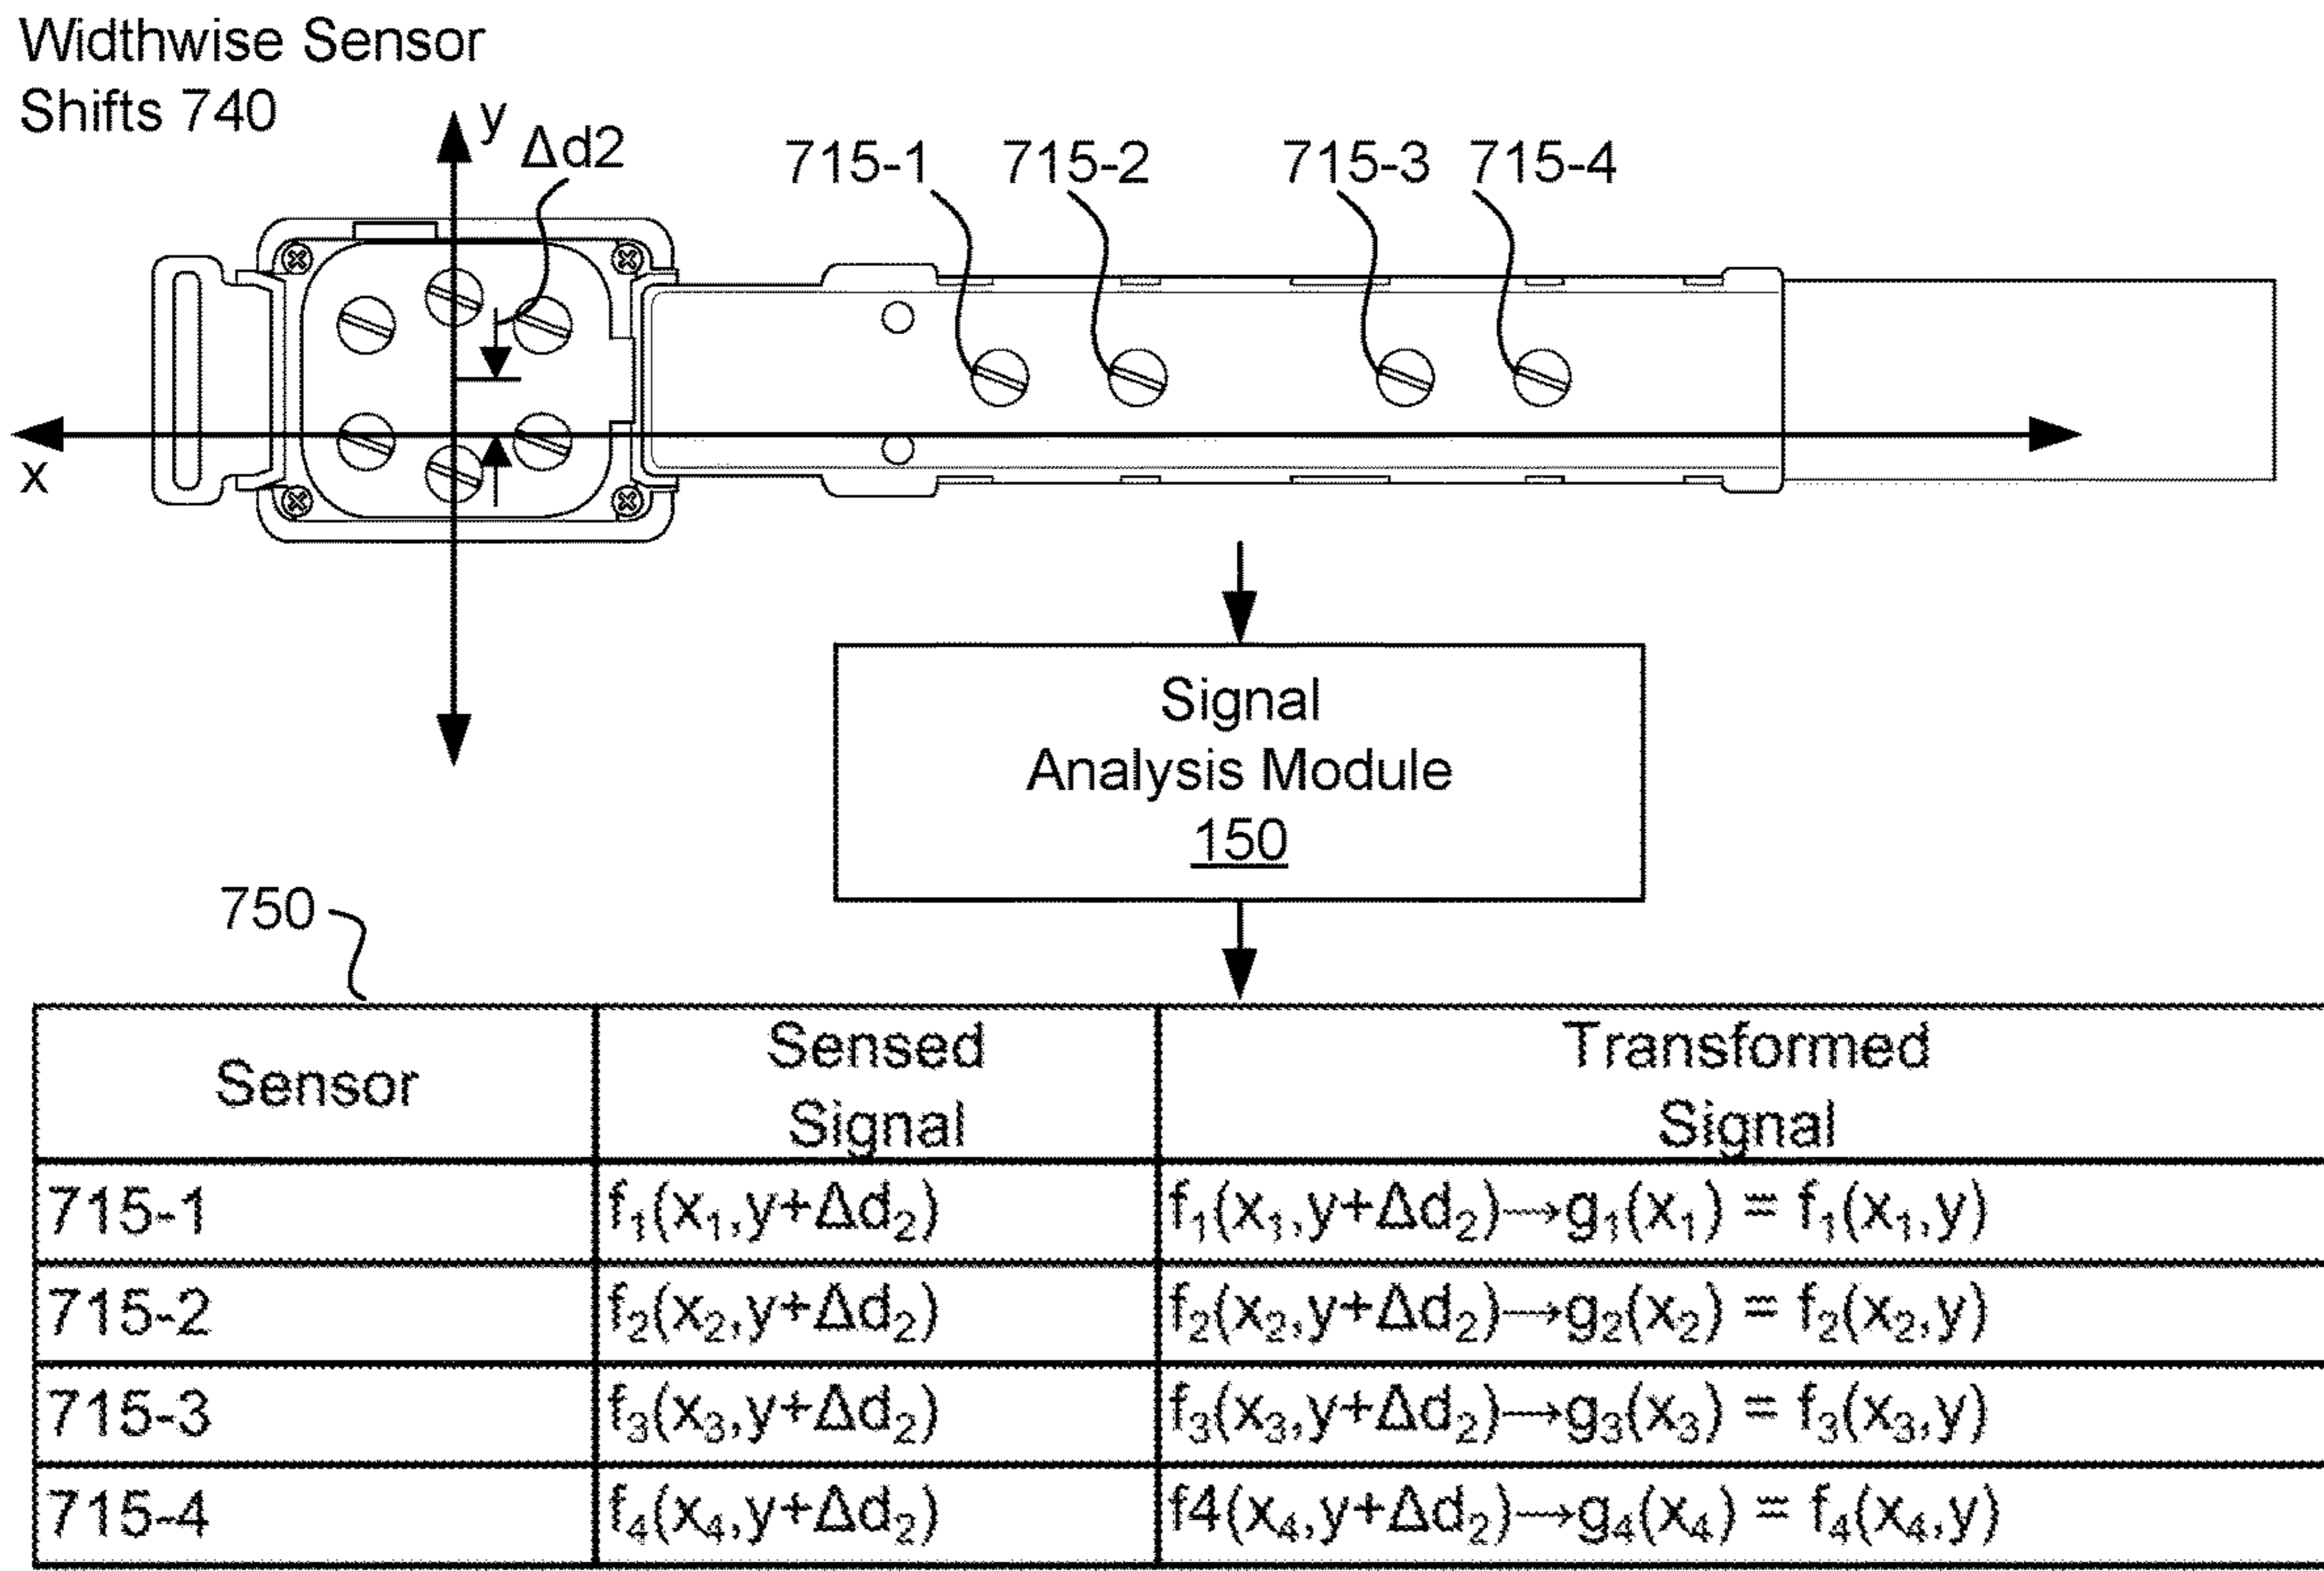 Widthwise Sensor
Shifts 740
y
Δd2
715-1 715-2 715-3 715-4
x
Signal
Analysis Module
150
750
Sensor Sensed Signal Transformed Signal
715-1 f₁(x₁,y+Δd₂) f₁(x₁,y+Δd₂)→g₁(x₁) = f₁(x₁,y)
715-2 f₂(x₂,y+Δd₂) f₂(x₂,y+Δd₂)→g₂(x₂) = f₂(x₂,y)
715-3 f₃(x₃,y+Δd₂) f₃(x₃,y+Δd₂)→g₃(x₃) = f₃(x₃,y)
715-4 f₄(x₄,y+Δd₂) f4(x₄,y+Δd₂)→g₄(x₄) = f₄(x₄,y)